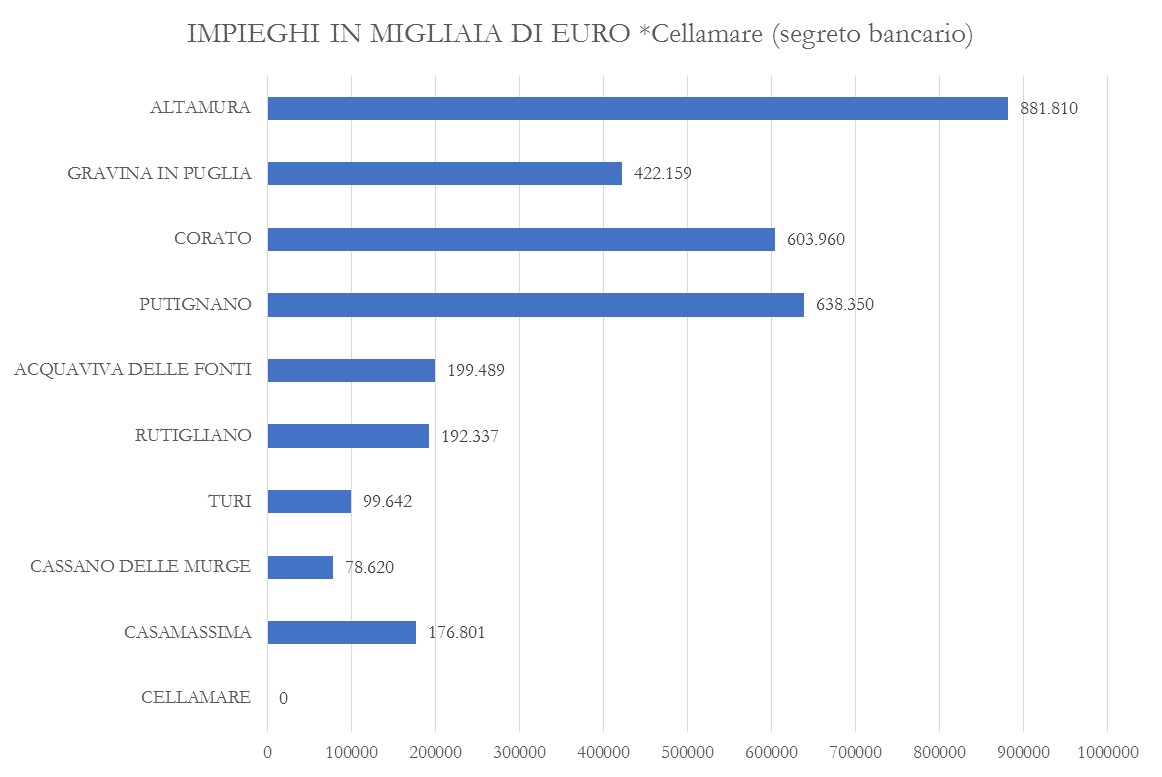 IMPIEGHI IN MIGLIAIA DI EURO *Cellamare (segreto bancario)
ALTAMURA 881.810
GRAVINA IN PUGLIA 422.159
CORATO 603.960
PUTIGNANO 638.350
ACQUAVIVA DELLE FONTI 199.489
RUTIGLIANO 192.337
TURI 99.642
CASSANO DELLE MURGE 78.620
CASAMASSIMA 176.801
CELLAMARE 0
0 100000 200000 300000 400000 500000 600000 700000 800000 900000 1000000